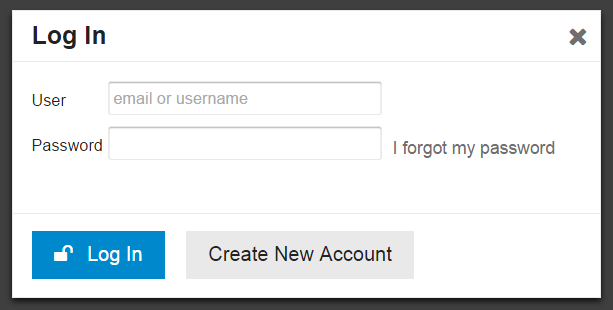 Log In
User email or username
Password I forgot my password
Log In Create New Account